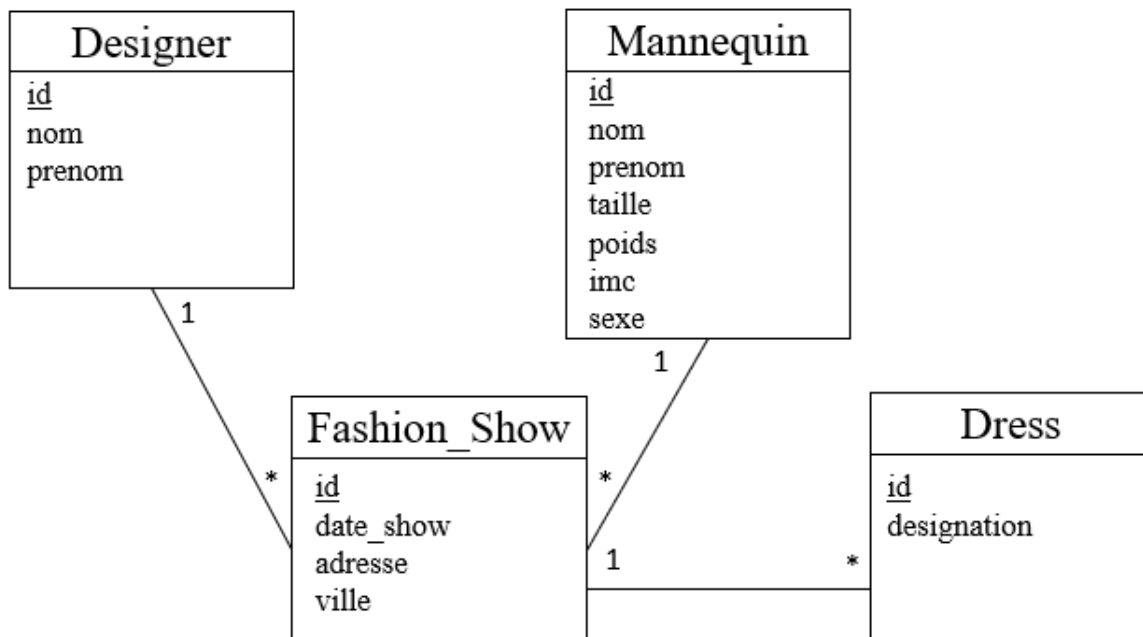 Designer
id
nom
prenom
Mannequin
id
nom
prenom
taille
poids
imc
sexe
1
1
Fashion_Show
id
date_show
adresse
ville
*
*
1
*
Dress
id
designation